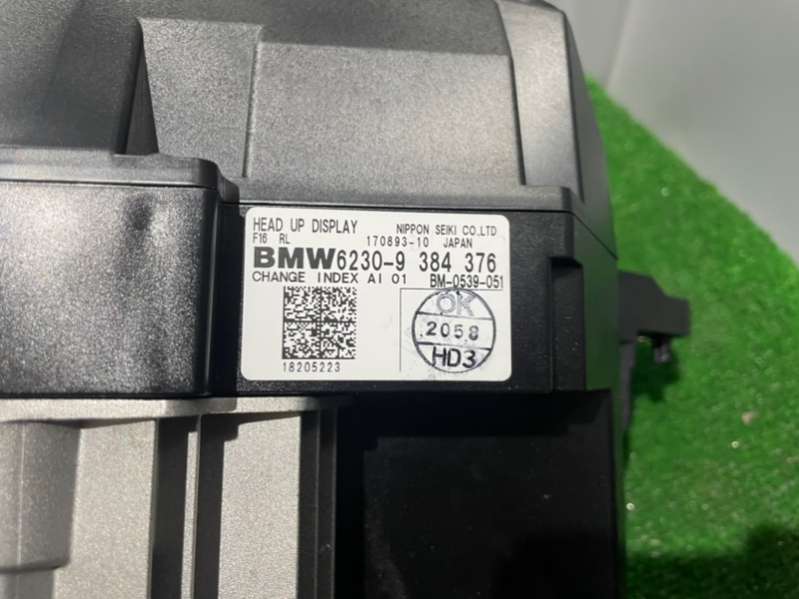 HEAD UP DISPLAY NIPPON SEIKI CO.,LTD
F16 RL 170893-10 JAPAN
BMW6230-9 384 376
CHANGE INDEX AI 01 BM-0539-051
OK
2058
HD3
18205223